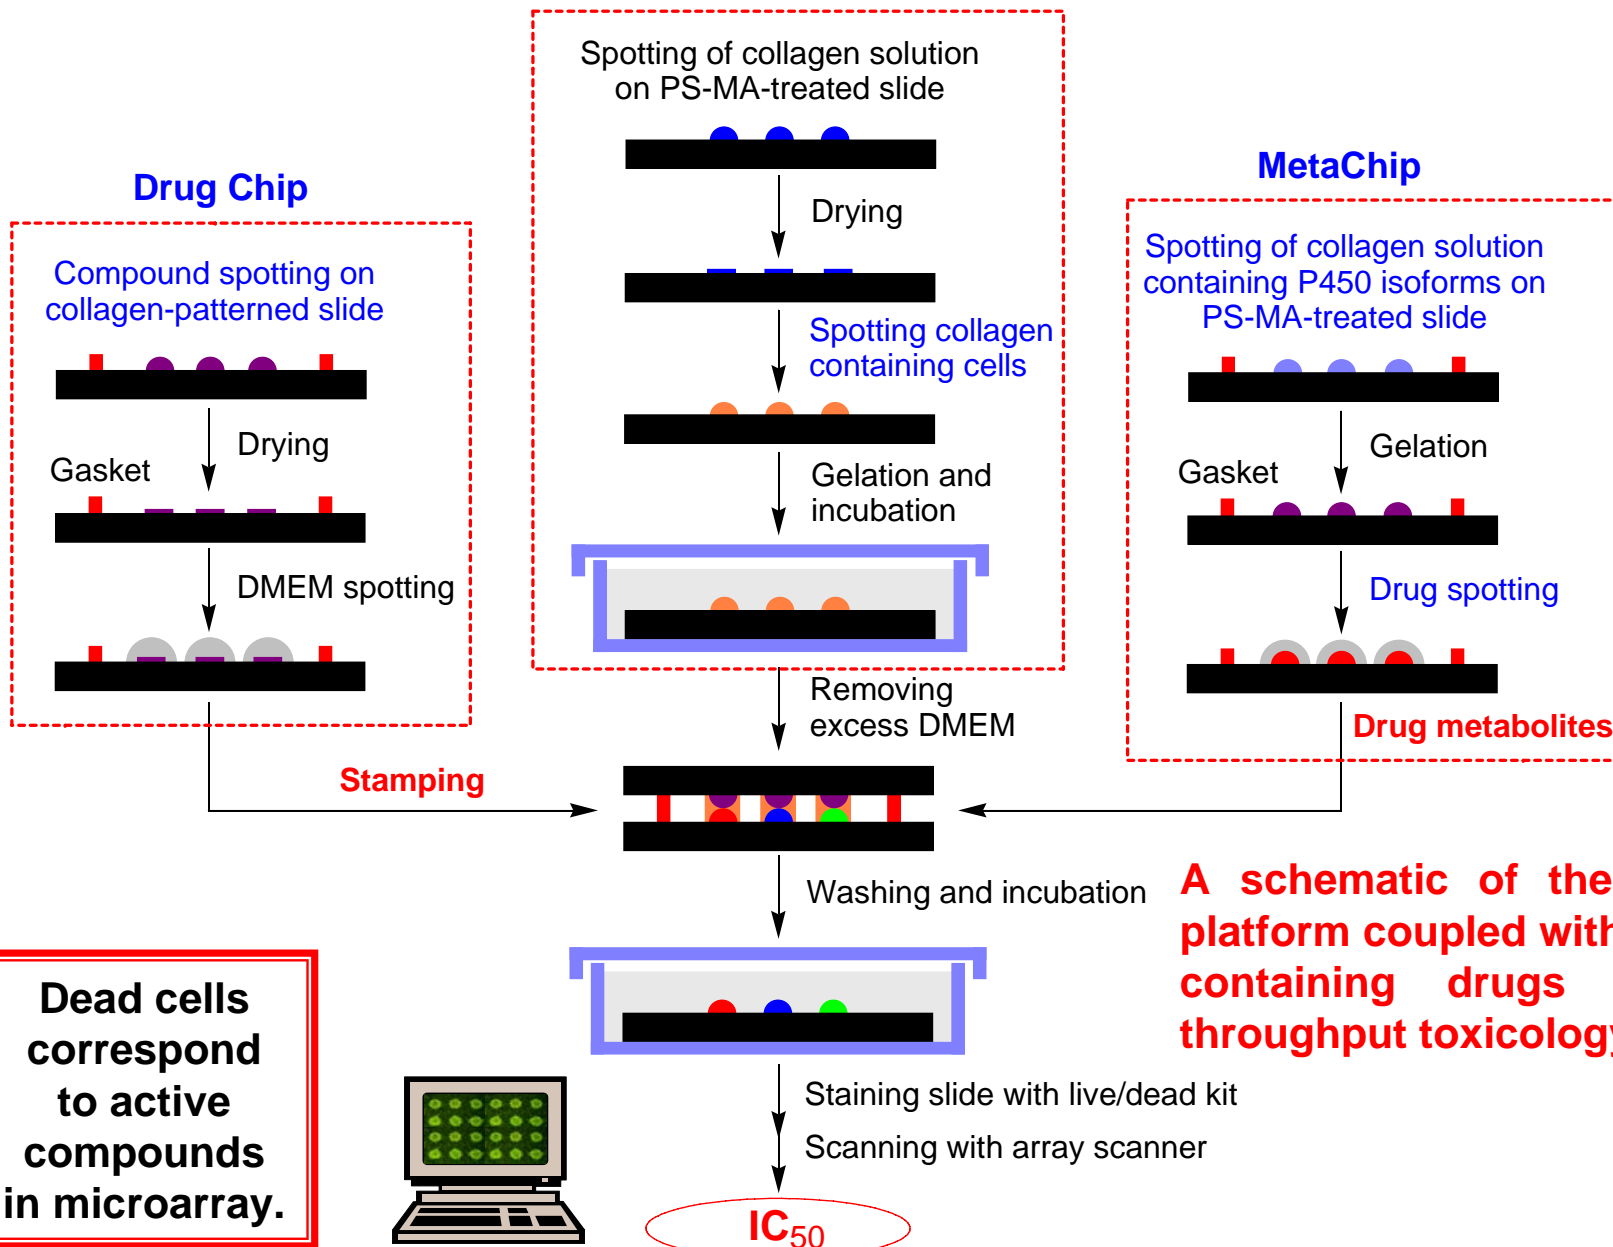 Spotting of collagen solution
on PS-MA-treated slide
Drying
Spotting collagen
containing cells
Gelation and
incubation
Removing
excess DMEM
Drug Chip
Compound spotting on
collagen-patterned slide
Drying
Gasket
DMEM spotting
MetaChip
Spotting of collagen solution
containing P450 isoforms on
PS-MA-treated slide
Gelation
Gasket
Drug spotting
Drug metabolites
Stamping
Washing and incubation
A schematic of the
platform coupled with
containing drugs
throughput toxicology
Staining slide with live/dead kit
Scanning with array scanner
IC50
Dead cells
correspond
to active
compounds
in microarray.